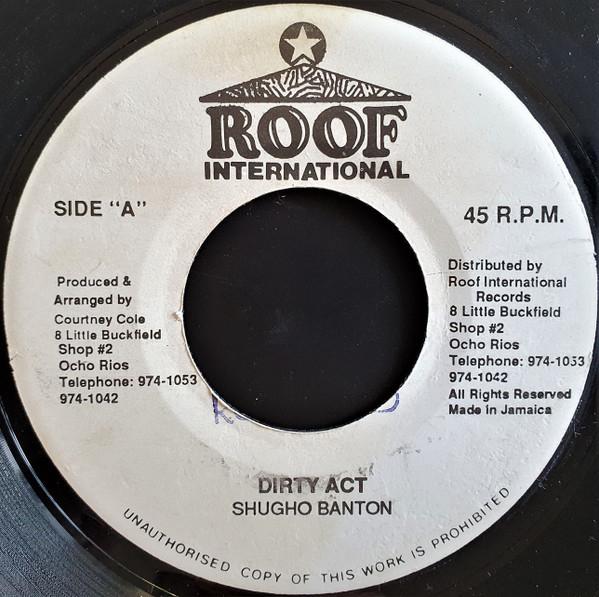 ROOF
INTERNATIONAL
SIDE "A"
45 R.P.M.
Produced &
Arranged by
Courtney Cole
8 Little Buckfield
Shop #2
Ocho Rios
Telephone: 974-1053
974-1042
Distributed by
Roof International
Records
8 Little Buckfield
Shop #2
Ocho Rios
Telephone: 974-1053
974-1042
All Rights Reserved
Made in Jamaica
DIRTY ACT
SHUGHO BANTON
UNAUTHORISED COPY OF THIS WORK IS PROHIBITED